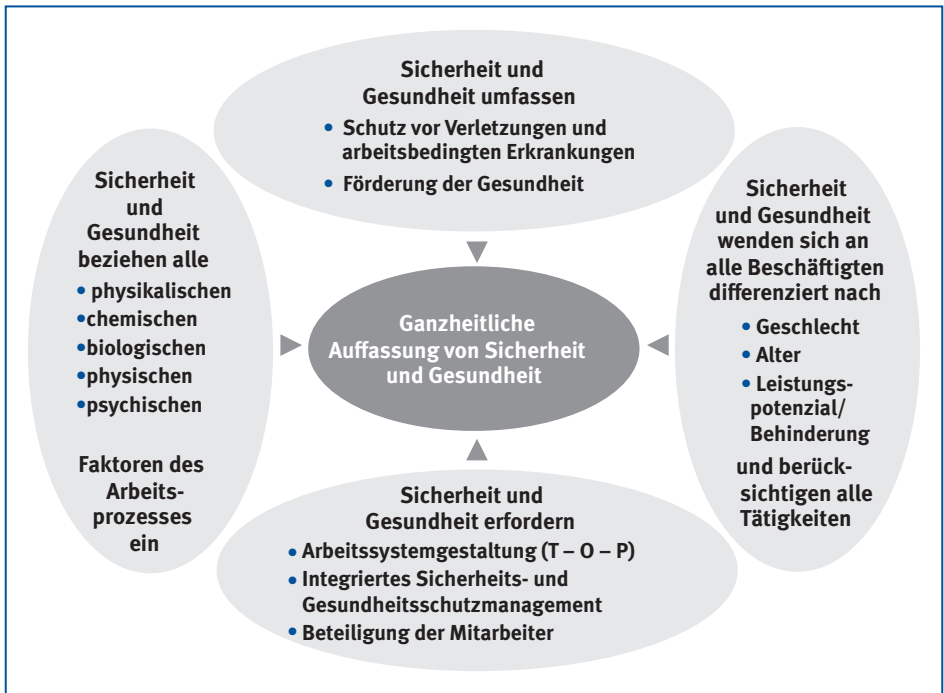 Sicherheit und
Gesundheit umfassen
• Schutz vor Verletzungen und
arbeitsbedingten Erkrankungen
• Förderung der Gesundheit
Sicherheit
und
Gesundheit
beziehen alle
• physikalischen
• chemischen
• biologischen
• physischen
• psychischen
Faktoren des
Arbeits-
prozesses
ein
Ganzheitliche
Auffassung von Sicherheit
und Gesundheit
Sicherheit
und Gesundheit
wenden sich an
alle Beschäftigten
differenziert nach
• Geschlecht
• Alter
• Leistungs-
potenzial/
Behinderung
und berück-
sichtigen alle
Tätigkeiten
Sicherheit und
Gesundheit erfordern
• Arbeitssystemgestaltung (T – O – P)
• Integriertes Sicherheits- und
Gesundheitsschutzmanagement
• Beteiligung der Mitarbeiter